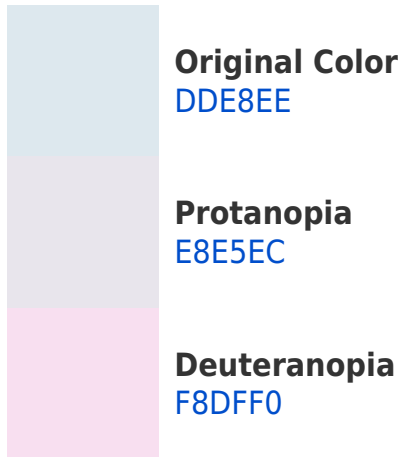 Original Color
DDE8EE
Protanopia
E8E5EC
Deuteranopia
F8DFF0